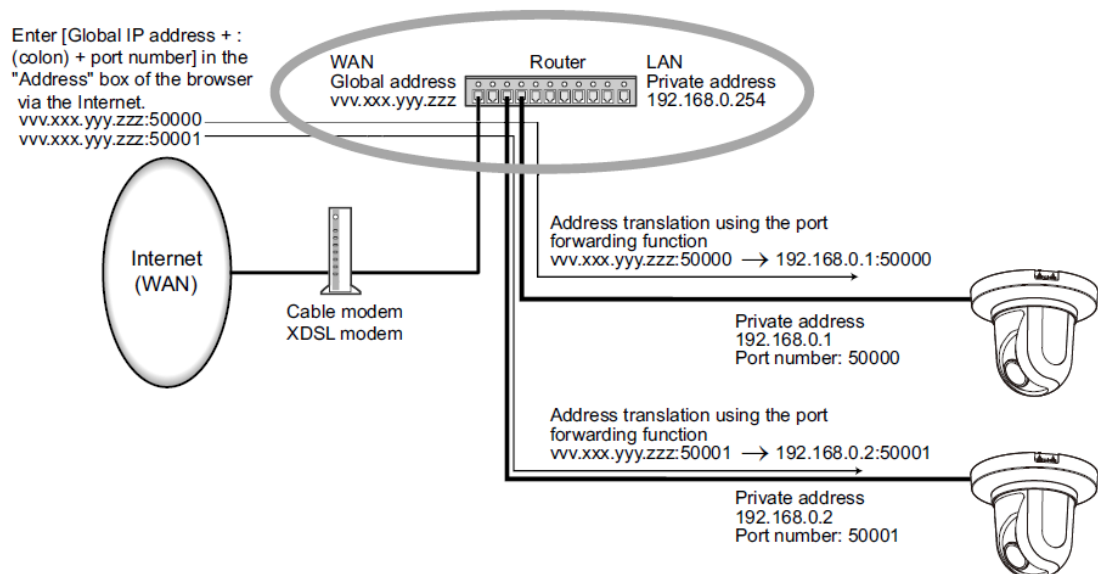 Enter [Global IP address + :
(colon) + port number] in the
"Address" box of the browser
via the Internet.
vvv.xxx.yyy.zzz:50000
vvv.xxx.yyy.zzz:50001
WAN
Global address
vvv.xxx.yyy.zzz
Router
LAN
Private address
192.168.0.254
Internet
(WAN)
Cable modem
XDSL modem
Address translation using the port
forwarding function
vvv.xxx.yyy.zzz:50000 → 192.168.0.1:50000
Private address
192.168.0.1
Port number: 50000
Address translation using the port
forwarding function
vvv.xxx.yyy.zzz:50001 → 192.168.0.2:50001
Private address
192.168.0.2
Port number: 50001